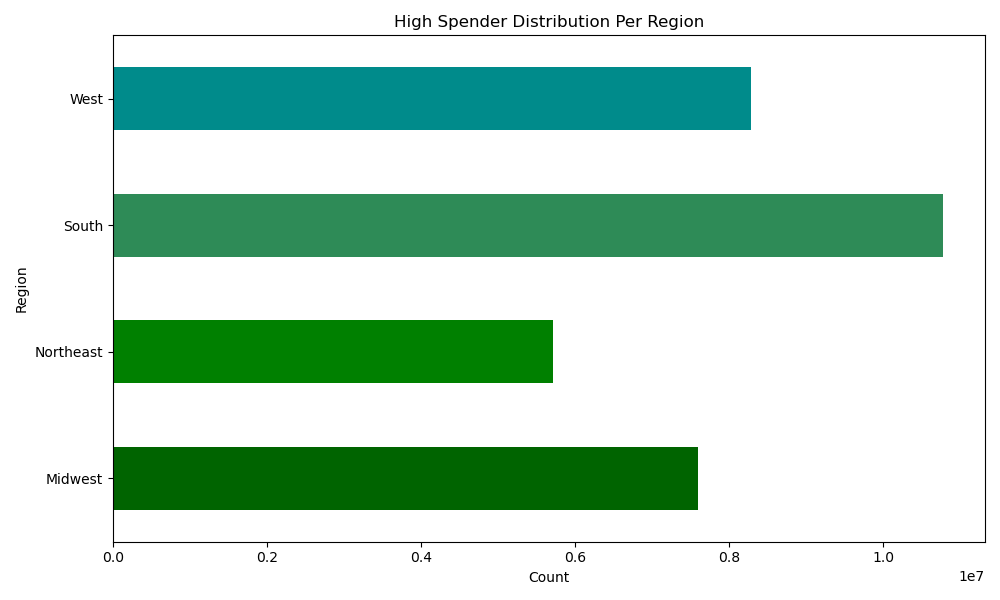 High Spender Distribution Per Region
West
South
Northeast
Midwest
Region
0.0 0.2 0.4 0.6 0.8 1.0
1e7
Count